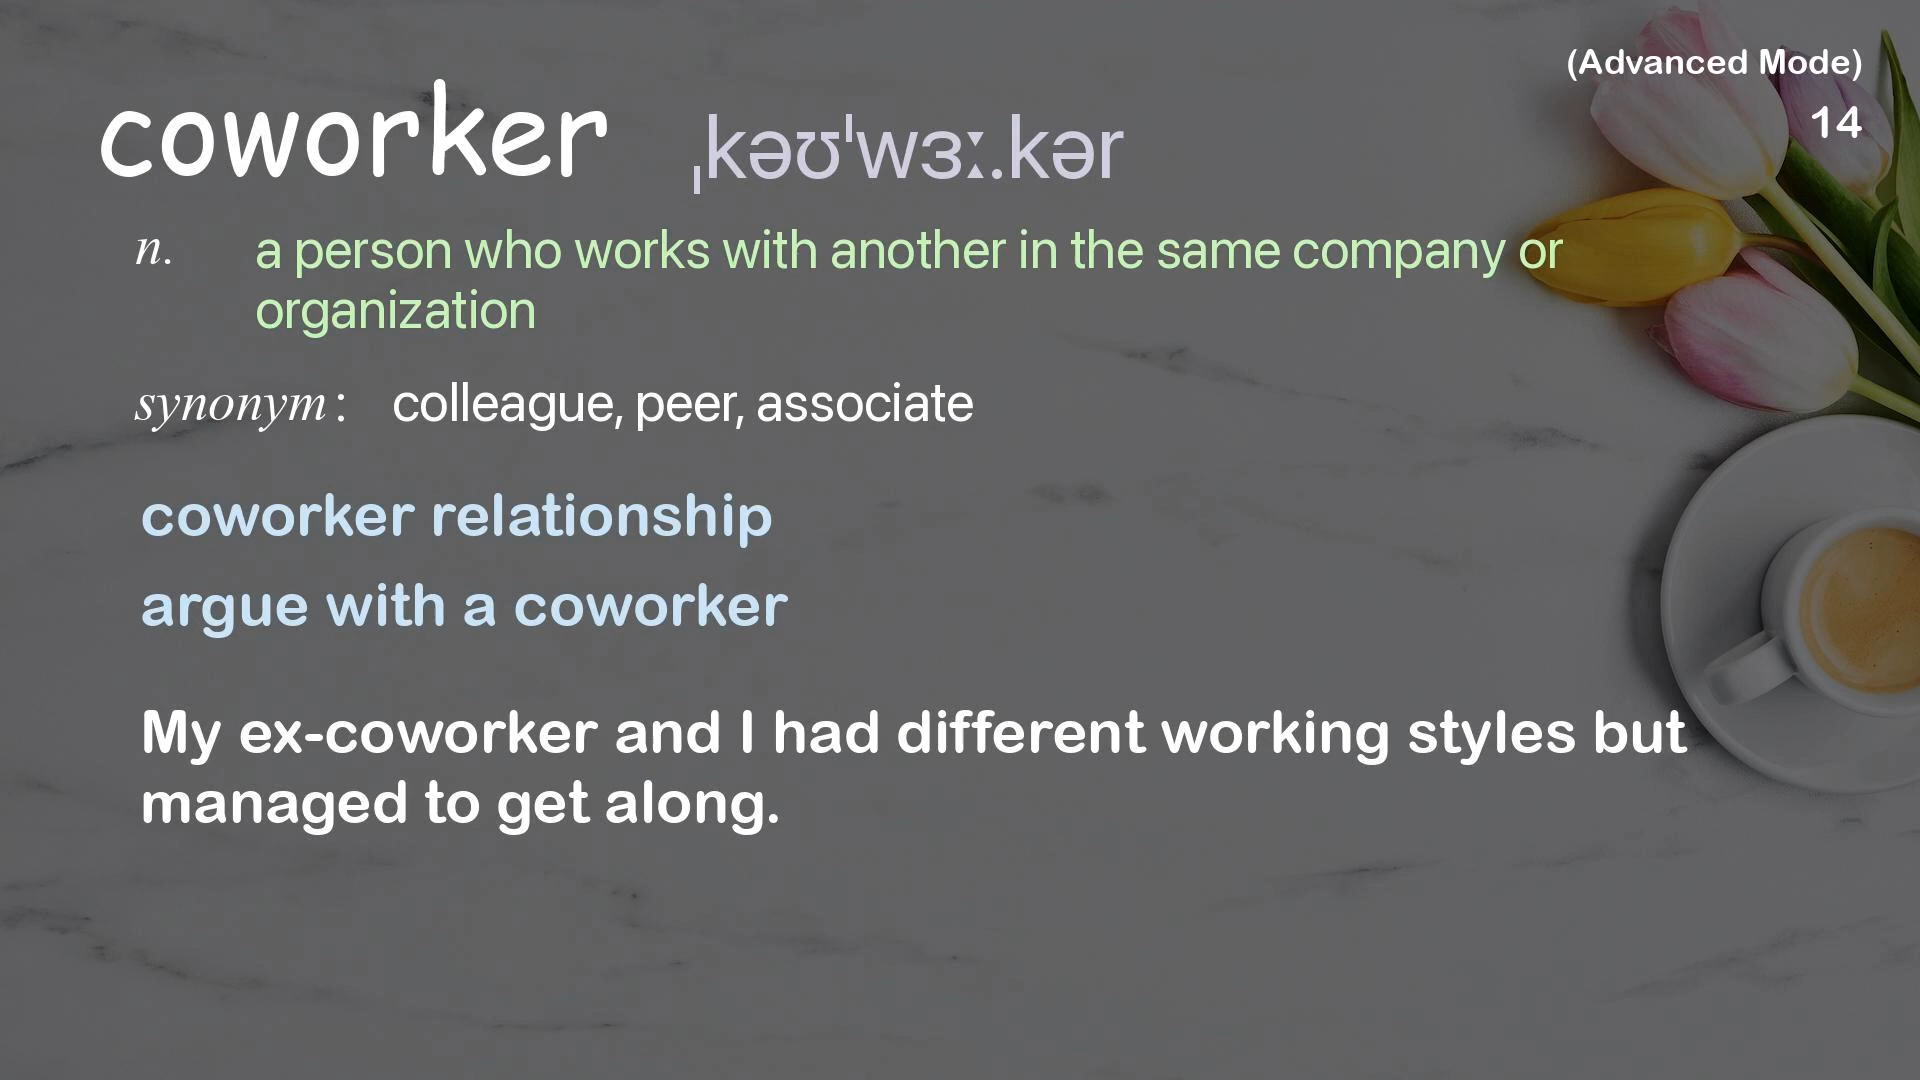 (Advanced Mode)
14
coworker ˌkəʊˈwɜː.kər
n. a person who works with another in the same company or
organization
synonym: colleague, peer, associate
coworker relationship
argue with a coworker
My ex-coworker and I had different working styles but
managed to get along.